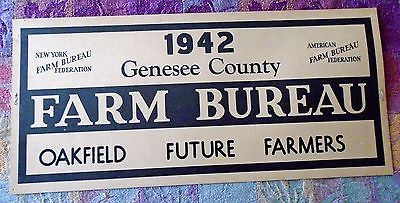 1942
NEW YORK
FARM BUREAU
FEDERATION
Genesee County
AMERICAN
FARM BUREAU
FEDERATION
FARM BUREAU
OAKFIELD FUTURE FARMERS